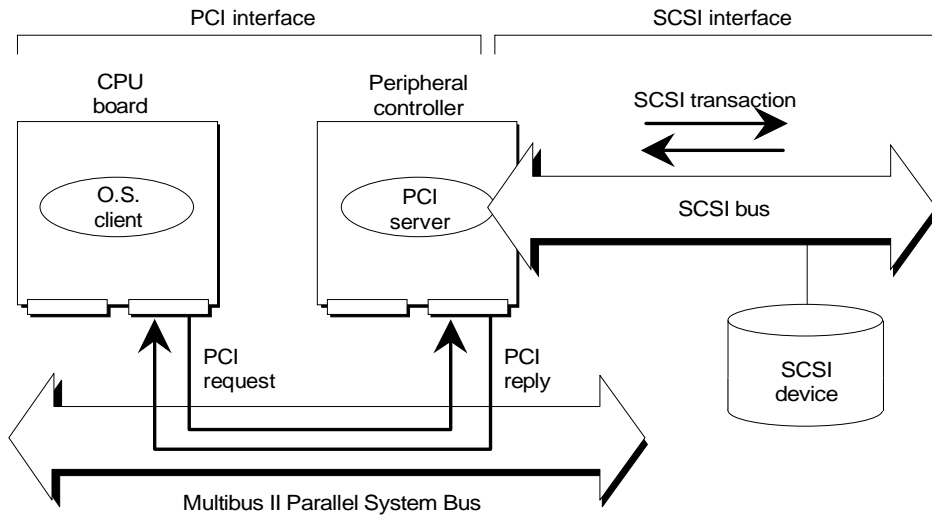 PCI interface
SCSI interface
CPU
board
Peripheral
controller
SCSI transaction
O.S.
client
PCI
server
SCSI bus
PCI
request
PCI
reply
SCSI
device
Multibus II Parallel System Bus